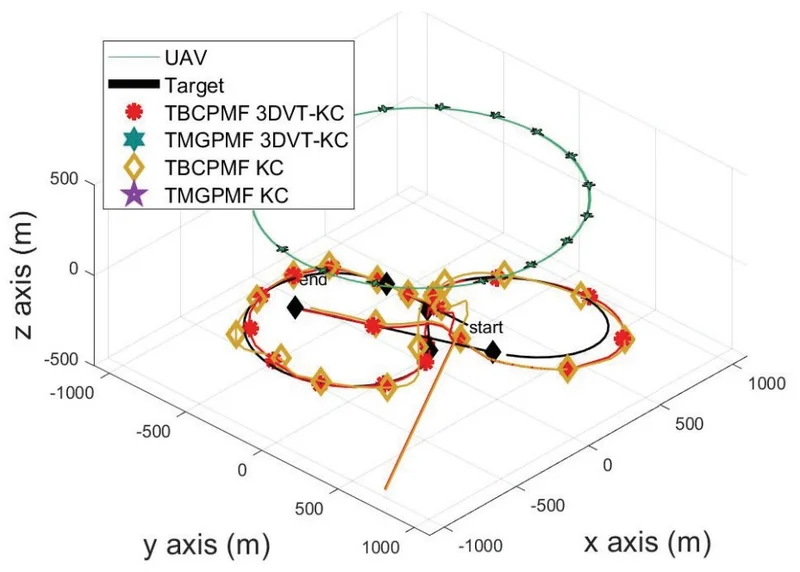 UAV
Target
TBCPMF 3DVT-KC
TMGPMF 3DVT-KC
TBCPMF KC
TMGPMF KC
500
0
-500
z axis (m)
end
start
-1000
-500
0
500
1000
y axis (m)
1000
500
0
-500
-1000
x axis (m)